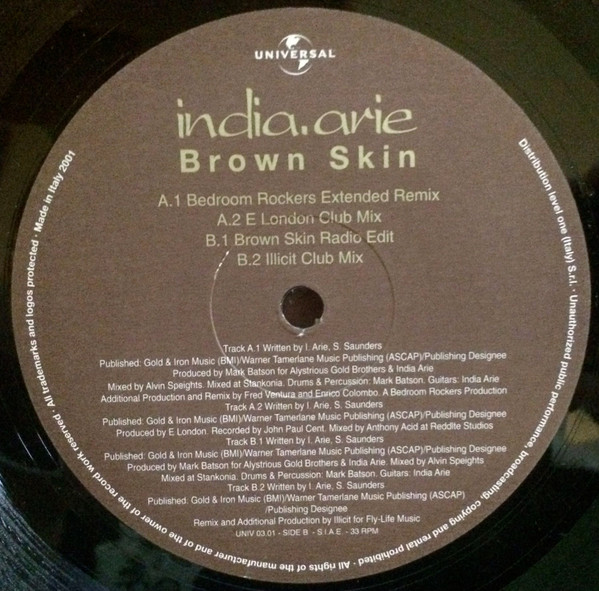 UNIVERSAL
india.arie
Brown Skin
A.1 Bedroom Rockers Extended Remix
A.2 E London Club Mix
B.1 Brown Skin Radio Edit
B.2 Illicit Club Mix
Track A.1 Written by I. Arie, S. Saunders
Published: Gold & Iron Music (BMI)/Warner Tamerlane Music Publishing (ASCAP)/Publishing Designee
Produced by Mark Batson for Alystrious Gold Brothers & India Arie
Mixed by Alvin Speights. Mixed at Stankonia. Drums & Percussion: Mark Batson. Guitars: India Arie
Additional Production and Remix by Fred Ventura and Enrico Colombo. A Bedroom Rockers Production
Track A.2 Written by I. Arie, S. Saunders
Published: Gold & Iron Music (BMI)/Warner Tamerlane Music Publishing (ASCAP)/Publishing Designee
Produced by E London. Recorded by John Paul Cent. Mixed by Anthony Acid at Reddlte Studios
Track B.1 Written by I. Arie, S. Saunders
Published: Gold & Iron Music (BMI)/Warner Tamerlane Music Publishing (ASCAP)/Publishing Designee
Produced by Mark Batson for Alystrious Gold Brothers & India Arie. Mixed by Alvin Speights
Mixed at Stankonia. Drums & Percussion: Mark Batson. Guitars: India Arie
Track B.2 Written by I. Arie, S. Saunders
Published: Gold & Iron Music (BMI)/Warner Tamerlane Music Publishing (ASCAP)
/Publishing Designee
Remix and Additional Production by Illicit for Fly-Life Music
UNIV 03.01 - SIDE B - S.I.A.E. - 33 RPM
Distribution level one (Italy) S.r.l. · Unauthorized public performance, broadcasting, copying and rental prohibited · All rights of the manufacturer and of the owner of the record work reserved · All trademarks and logos protected · Made in Italy 2001